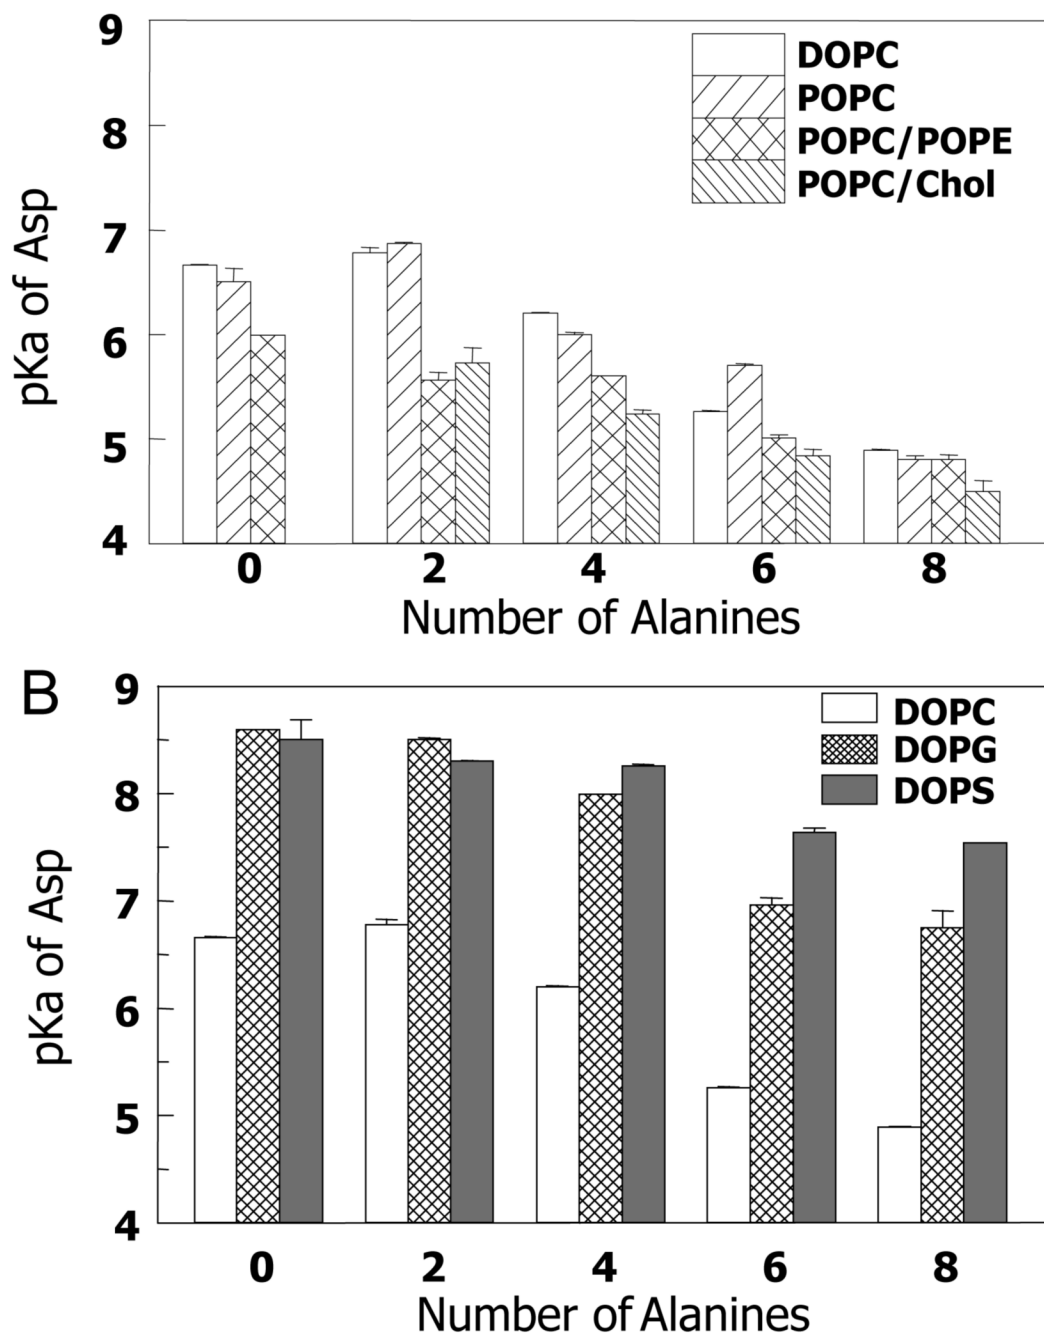 9
8
7
6
5
4
pKa of Asp
DOPC
POPC
POPC/POPE
POPC/Chol
0 2 4 6 8
Number of Alanines
B
9
8
7
6
5
4
pKa of Asp
DOPC
DOPG
DOPS
0 2 4 6 8
Number of Alanines